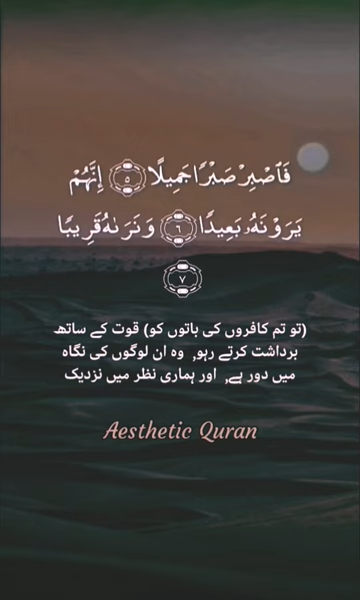 فَٱصْبِرْ صَبْرًا جَمِيلًا ۝٥ إِنَّهُمْ
يَرَوْنَهُۥ بَعِيدًا ۝٦ وَنَرَىٰهُ قَرِيبًا
۝٧
(تو تم کافروں کی باتوں کو) قوت کے ساتھ
برداشت کرتے رہو, وہ ان لوگوں کی نگاہ
میں دور ہے, اور ہماری نظر میں نزدیک
Aesthetic Quran